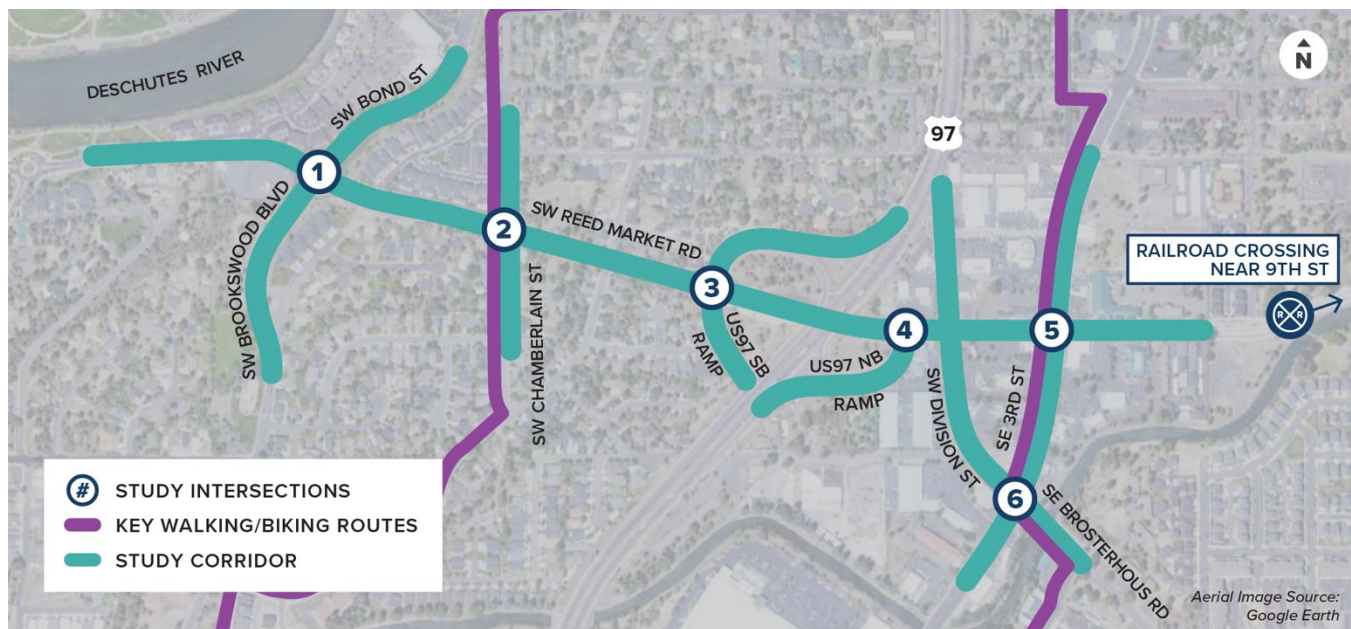 DESCHUTES RIVER
SW BOND ST
N
97
1
SW BROOKSWOOD BLVD
2
SW REED MARKET RD
SW CHAMBERLAIN ST
3
US97 SB
RAMP
4
US97 NB
RAMP
5
SE 3RD ST
SW DIVISION ST
6
SE BROSTERHOUS RD
RAILROAD CROSSING
NEAR 9TH ST
R R
# STUDY INTERSECTIONS
KEY WALKING/BIKING ROUTES
STUDY CORRIDOR
Aerial Image Source:
Google Earth